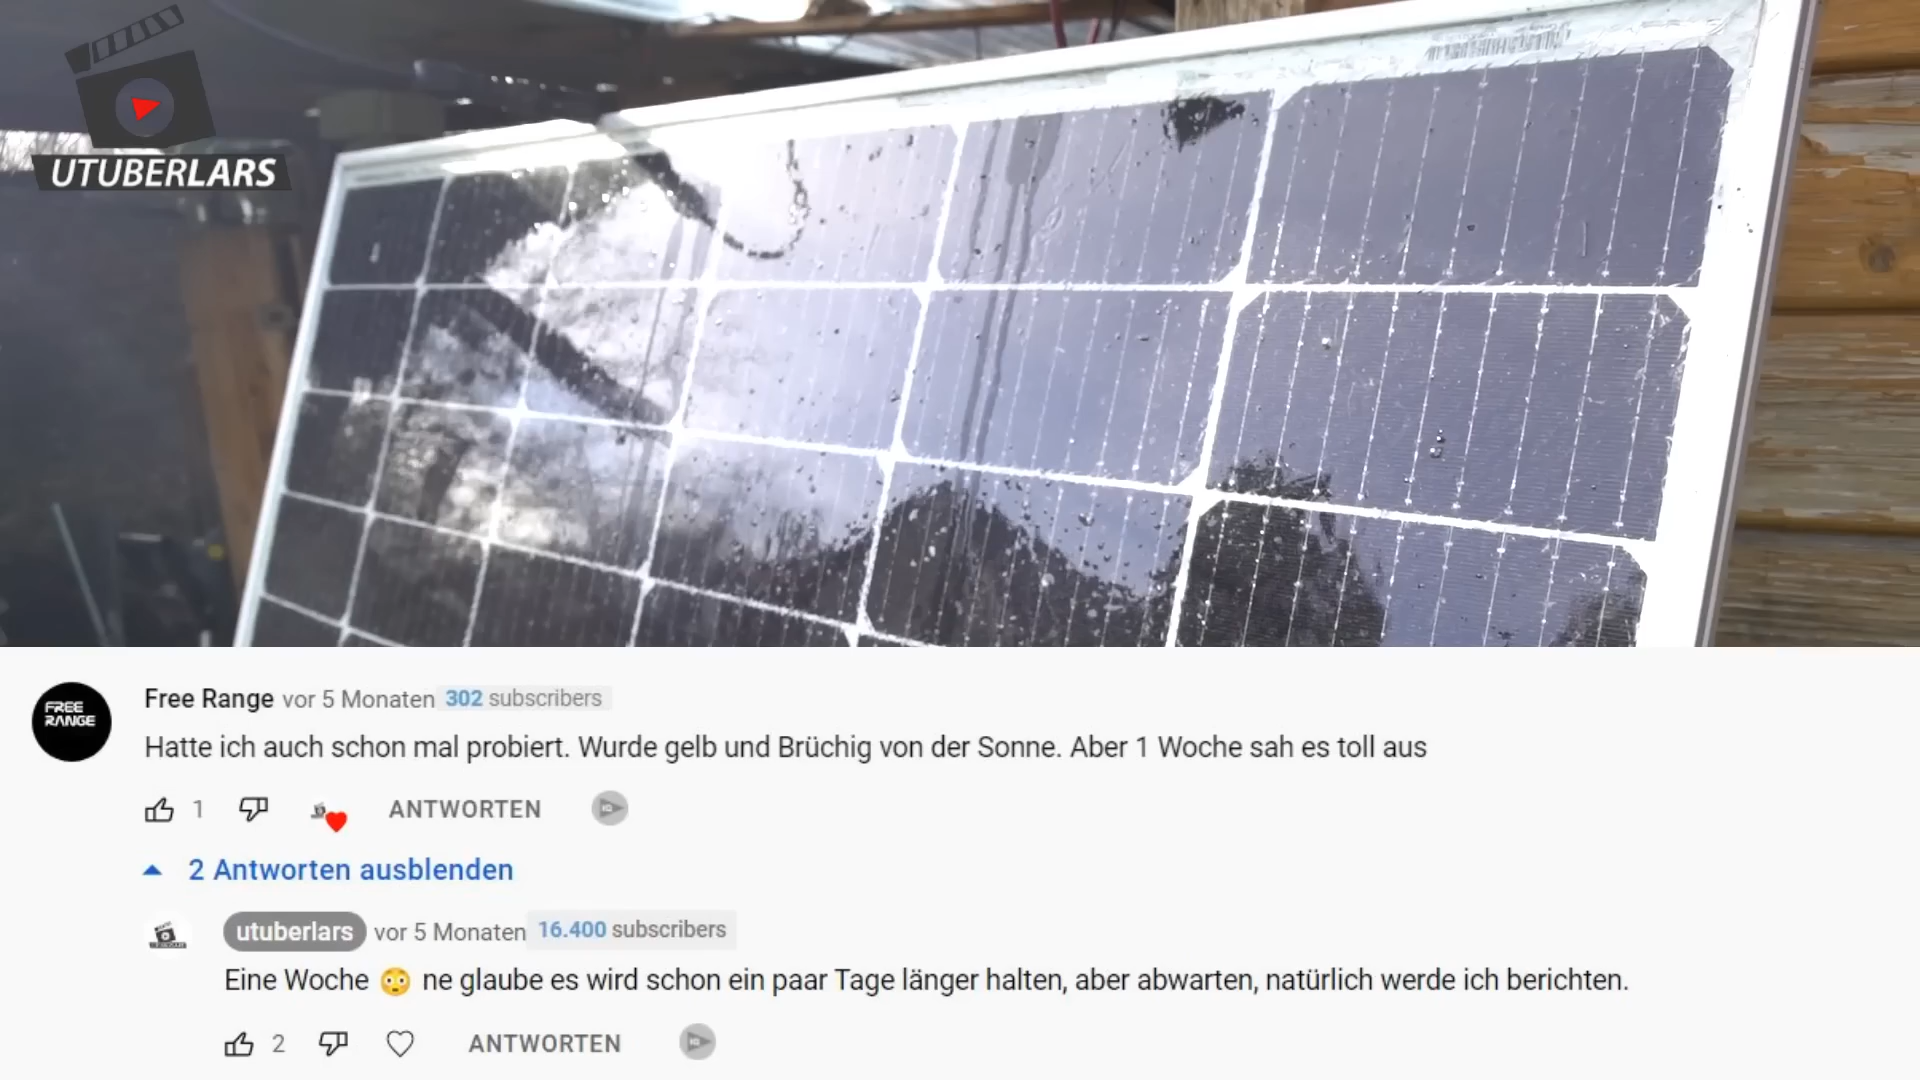 UTUBERLARS
FREE
RANGE
Free Range vor 5 Monaten 302 subscribers
Hatte ich auch schon mal probiert. Wurde gelb und Brüchig von der Sonne. Aber 1 Woche sah es toll aus
1 ANTWORTEN
2 Antworten ausblenden
utuberlars vor 5 Monaten 16.400 subscribers
Eine Woche 😳 ne glaube es wird schon ein paar Tage länger halten, aber abwarten, natürlich werde ich berichten.
2 ANTWORTEN